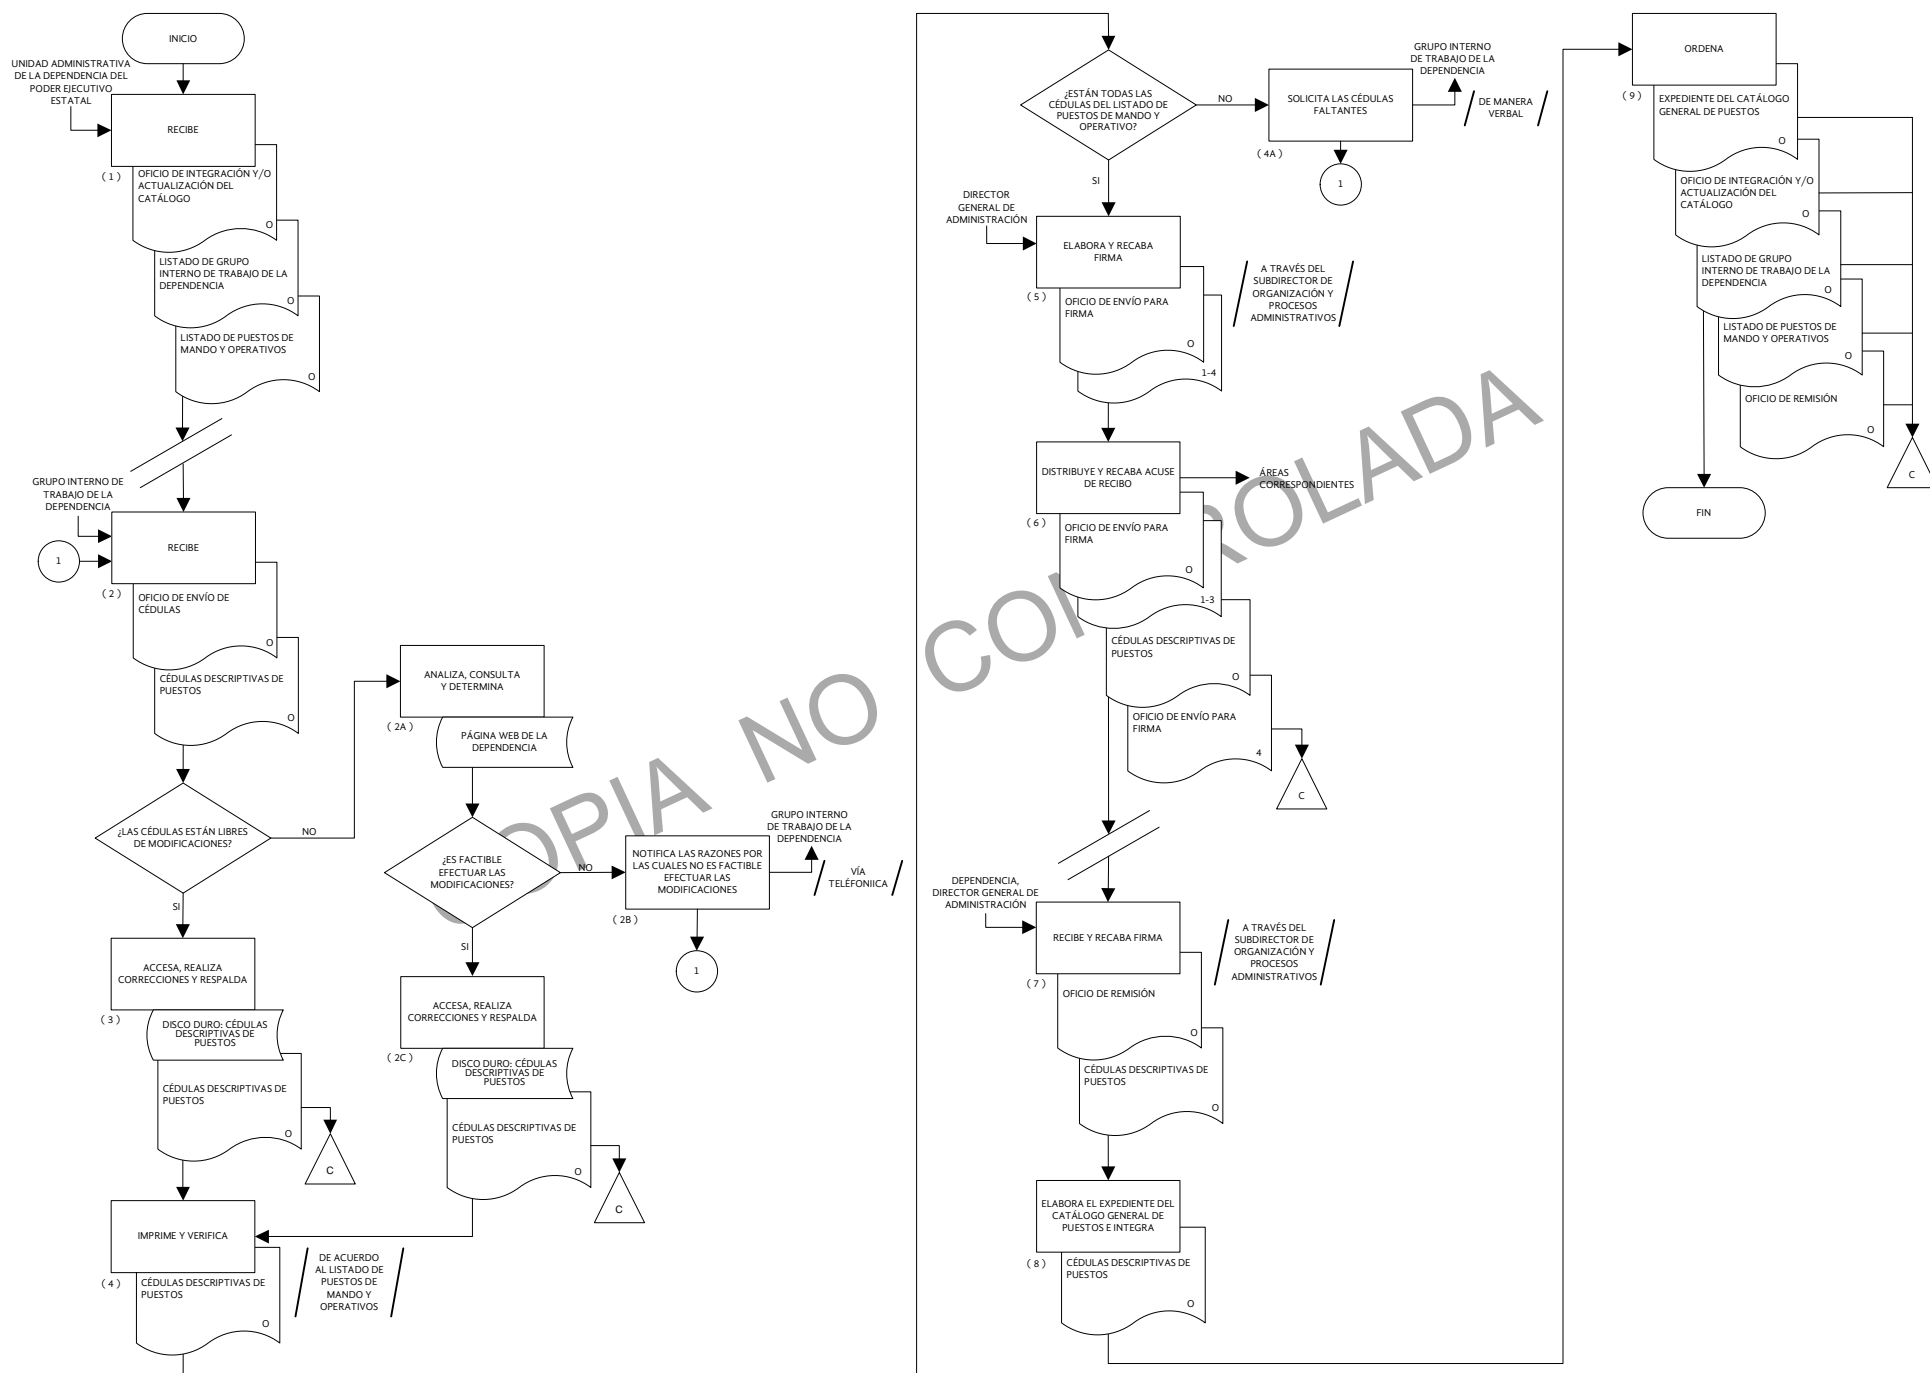 INICIO
UNIDAD ADMINISTRATIVA
DE LA DEPENDENCIA DEL
PODER EJECUTIVO
ESTATAL
RECIBE
( 1 )
OFICIO DE INTEGRACIÓN Y/O
ACTUALIZACIÓN DEL
CATÁLOGO
O
LISTADO DE GRUPO
INTERNO DE TRABAJO DE LA
DEPENDENCIA
O
LISTADO DE PUESTOS DE
MANDO Y OPERATIVOS
O
GRUPO INTERNO DE
TRABAJO DE LA
DEPENDENCIA
1
RECIBE
( 2 )
OFICIO DE ENVÍO DE
CÉDULAS
O
CÉDULAS DESCRIPTIVAS DE
PUESTOS
O
¿LAS CÉDULAS ESTÁN LIBRES
DE MODIFICACIONES?
NO
SI
ACCESA, REALIZA
CORRECCIONES Y RESPALDA
( 3 )
DISCO DURO: CÉDULAS
DESCRIPTIVAS DE
PUESTOS
CÉDULAS DESCRIPTIVAS DE
PUESTOS
O
C
IMPRIME Y VERIFICA
( 4 )
CÉDULAS DESCRIPTIVAS DE
PUESTOS
O
DE ACUERDO
AL LISTADO DE
PUESTOS DE
MANDO Y
OPERATIVOS
ANALIZA, CONSULTA
Y DETERMINA
( 2A )
PÁGINA WEB DE LA
DEPENDENCIA
¿ES FACTIBLE
EFECTUAR LAS
MODIFICACIONES?
NO
SI
NOTIFICA LAS RAZONES POR
LAS CUALES NO ES FACTIBLE
EFECTUAR LAS
MODIFICACIONES
( 2B )
GRUPO INTERNO
DE TRABAJO DE LA
DEPENDENCIA
VÍA
TELÉFONIICA
1
ACCESA, REALIZA
CORRECCIONES Y RESPALDA
( 2C )
DISCO DURO: CÉDULAS
DESCRIPTIVAS DE
PUESTOS
CÉDULAS DESCRIPTIVAS DE
PUESTOS
O
C
¿ESTÁN TODAS LAS
CÉDULAS DEL LISTADO DE
PUESTOS DE MANDO Y
OPERATIVO?
NO
SI
SOLICITA LAS CÉDULAS
FALTANTES
( 4A )
GRUPO INTERNO
DE TRABAJO DE LA
DEPENDENCIA
DE MANERA
VERBAL
1
DIRECTOR
GENERAL DE
ADMINISTRACIÓN
ELABORA Y RECABA
FIRMA
( 5 )
OFICIO DE ENVÍO PARA
FIRMA
O
1-4
A TRAVÉS DEL
SUBDIRECTOR DE
ORGANIZACIÓN Y
PROCESOS
ADMINISTRATIVOS
DISTRIBUYE Y RECABA ACUSE
DE RECIBO
ÁREAS
CORRESPONDIENTES
( 6 )
OFICIO DE ENVÍO PARA
FIRMA
O
1-3
CÉDULAS DESCRIPTIVAS DE
PUESTOS
O
OFICIO DE ENVÍO PARA
FIRMA
4
C
DEPENDENCIA,
DIRECTOR GENERAL DE
ADMINISTRACIÓN
RECIBE Y RECABA FIRMA
( 7 )
OFICIO DE REMISIÓN
O
CÉDULAS DESCRIPTIVAS DE
PUESTOS
O
A TRAVÉS DEL
SUBDIRECTOR DE
ORGANIZACIÓN Y
PROCESOS
ADMINISTRATIVOS
ELABORA EL EXPEDIENTE DEL
CATÁLOGO GENERAL DE
PUESTOS E INTEGRA
( 8 )
CÉDULAS DESCRIPTIVAS DE
PUESTOS
O
ORDENA
( 9 )
EXPEDIENTE DEL CATÁLOGO
GENERAL DE PUESTOS
O
OFICIO DE INTEGRACIÓN Y/O
ACTUALIZACIÓN DEL
CATÁLOGO
O
LISTADO DE GRUPO
INTERNO DE TRABAJO DE LA
DEPENDENCIA
O
LISTADO DE PUESTOS DE
MANDO Y OPERATIVOS
O
OFICIO DE REMISIÓN
O
C
FIN
COPIA NO CONTROLADA